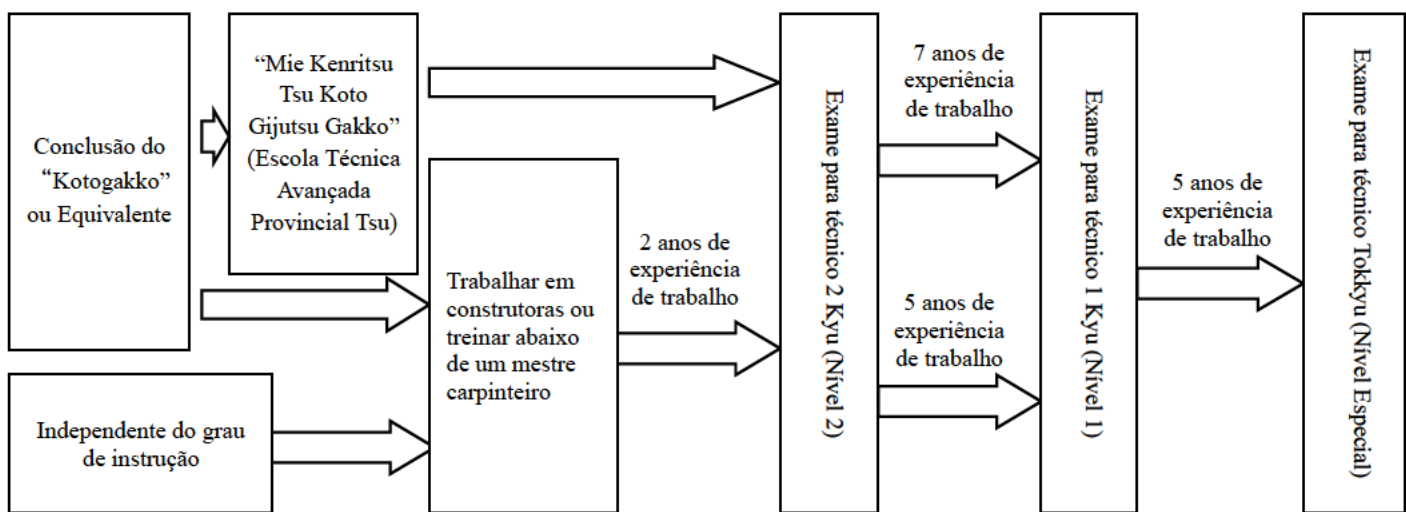 Conclusão do
“Kotogakko”
ou Equivalente
“Mie Kenritsu
Tsu Koto
Gijutsu Gakko”
(Escola Técnica
Avançada
Provincial Tsu)
Independente do grau
de instrução
Trabalhar em
construtoras ou
treinar abaixo
de um mestre
carpinteiro
2 anos de
experiência
de trabalho
Exame para técnico 2 Kyu (Nível 2)
7 anos de
experiência
de trabalho
5 anos de
experiência
de trabalho
Exame para técnico 1 Kyu (Nível 1)
5 anos de
experiência
de trabalho
Exame para técnico Tokkyu (Nível Especial)